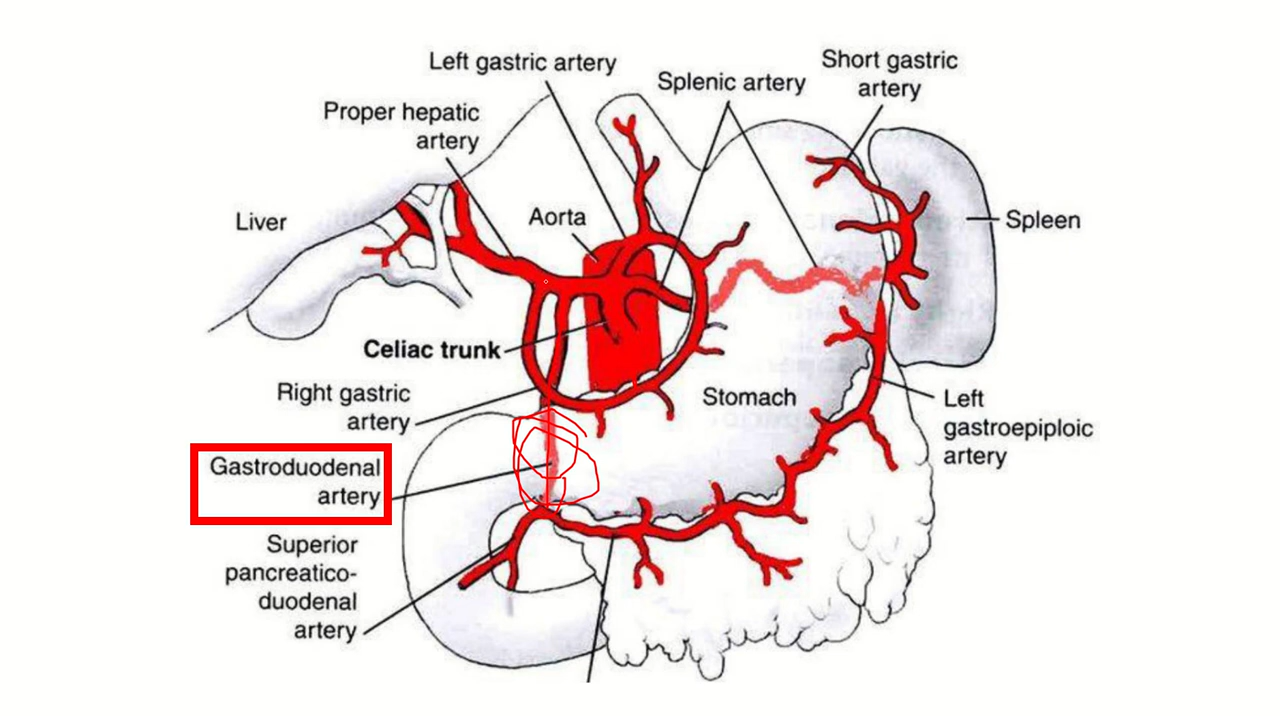 Left gastric artery
Short gastric
artery
Splenic artery
Proper hepatic
artery
Liver
Aorta
Spleen
Celiac trunk
Right gastric
artery
Stomach
Left
gastroepiploic
artery
Gastroduodenal
artery
Superior
pancreatico-
duodenal
artery